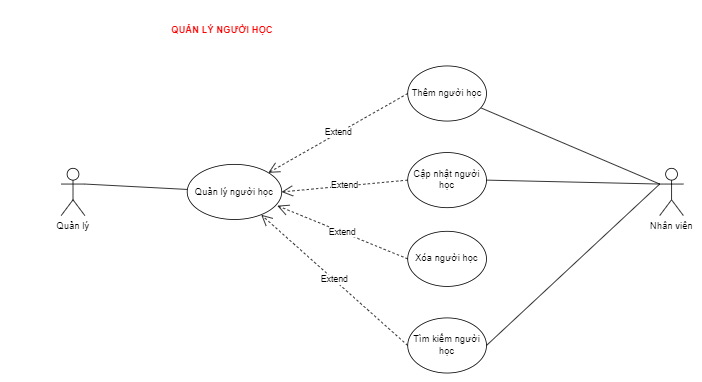 QUẢN LÝ NGƯỜI HỌC
Thêm người học
Extend
Cập nhật người
học
Extend
Quản lý người học
Quản lý
Nhân viên
Extend
Xóa người học
Extend
Tìm kiếm người
học